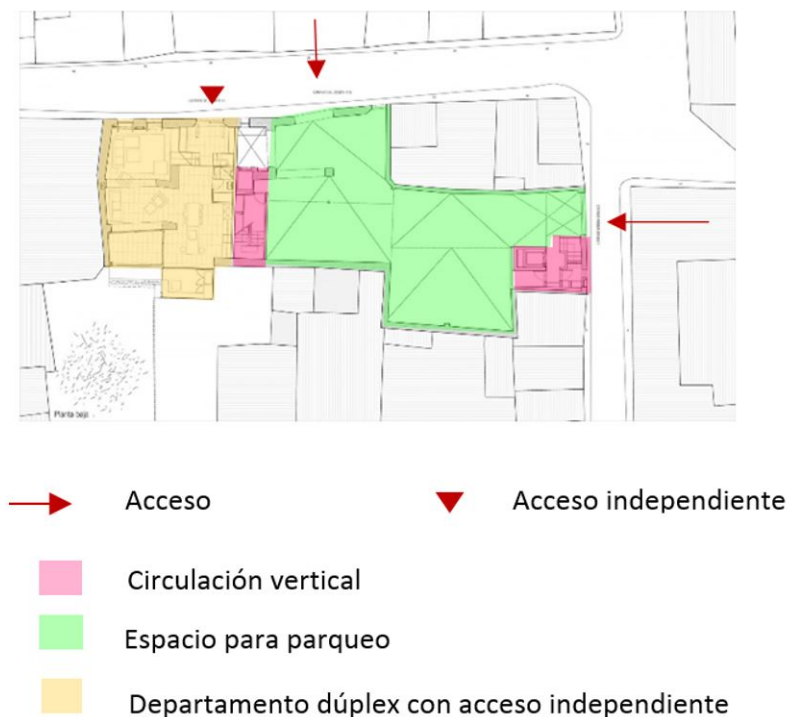 Planta baja
Acceso
Acceso independiente
Circulación vertical
Espacio para parqueo
Departamento dúplex con acceso independiente